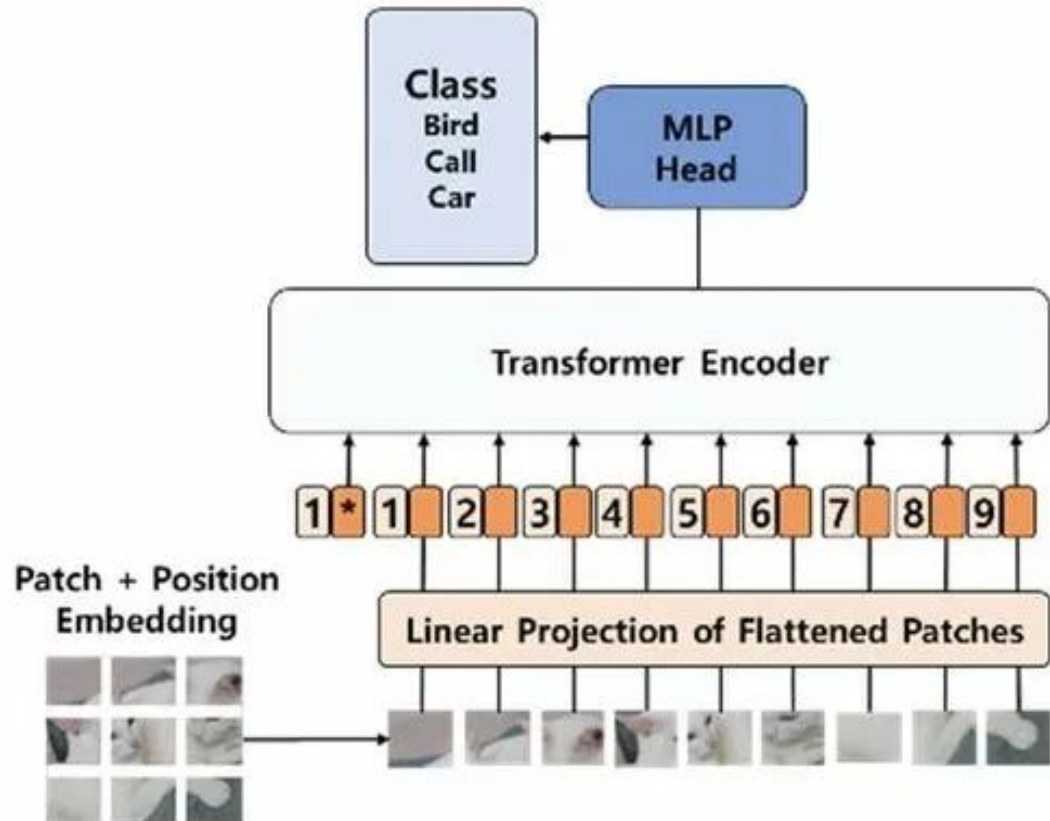 Class
Bird
Call
Car
MLP
Head
Transformer Encoder
1 * 1 2 3 4 5 6 7 8 9
Patch + Position
Embedding
Linear Projection of Flattened Patches